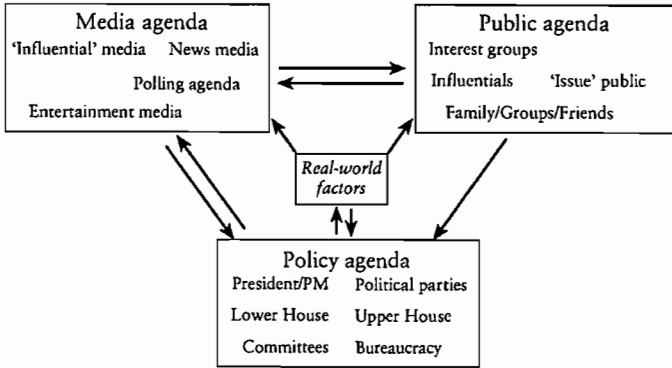 Media agenda
'Influential' media News media
Polling agenda
Entertainment media
Public agenda
Interest groups
Influentials 'Issue' public
Family/Groups/Friends
Real-world
factors
Policy agenda
President/PM Political parties
Lower House Upper House
Committees Bureaucracy